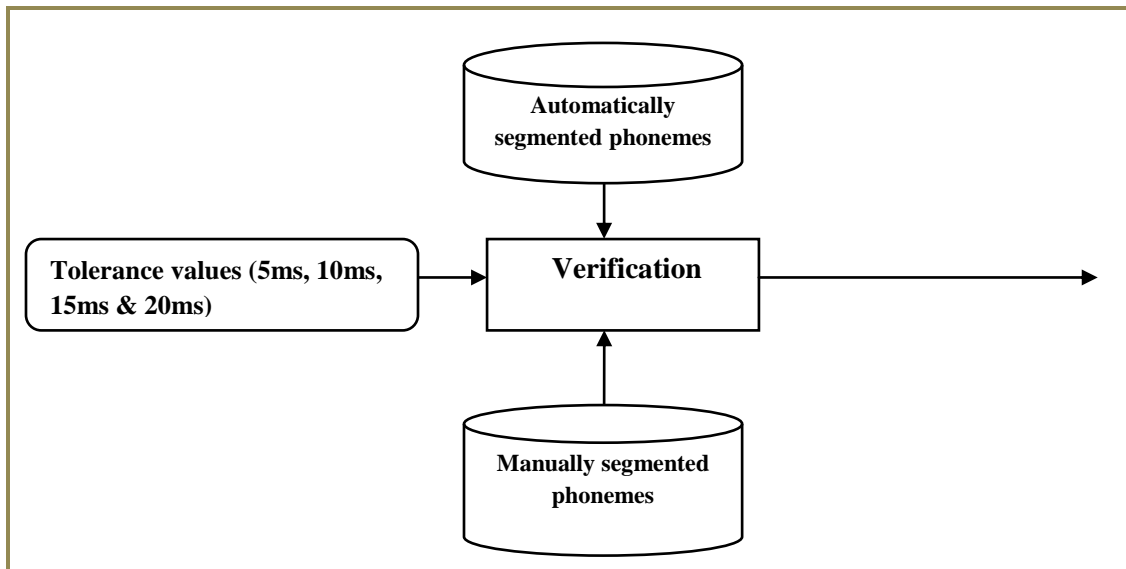 Automatically
segmented phonemes
Tolerance values (5ms, 10ms,
15ms & 20ms)
Verification
Manually segmented
phonemes